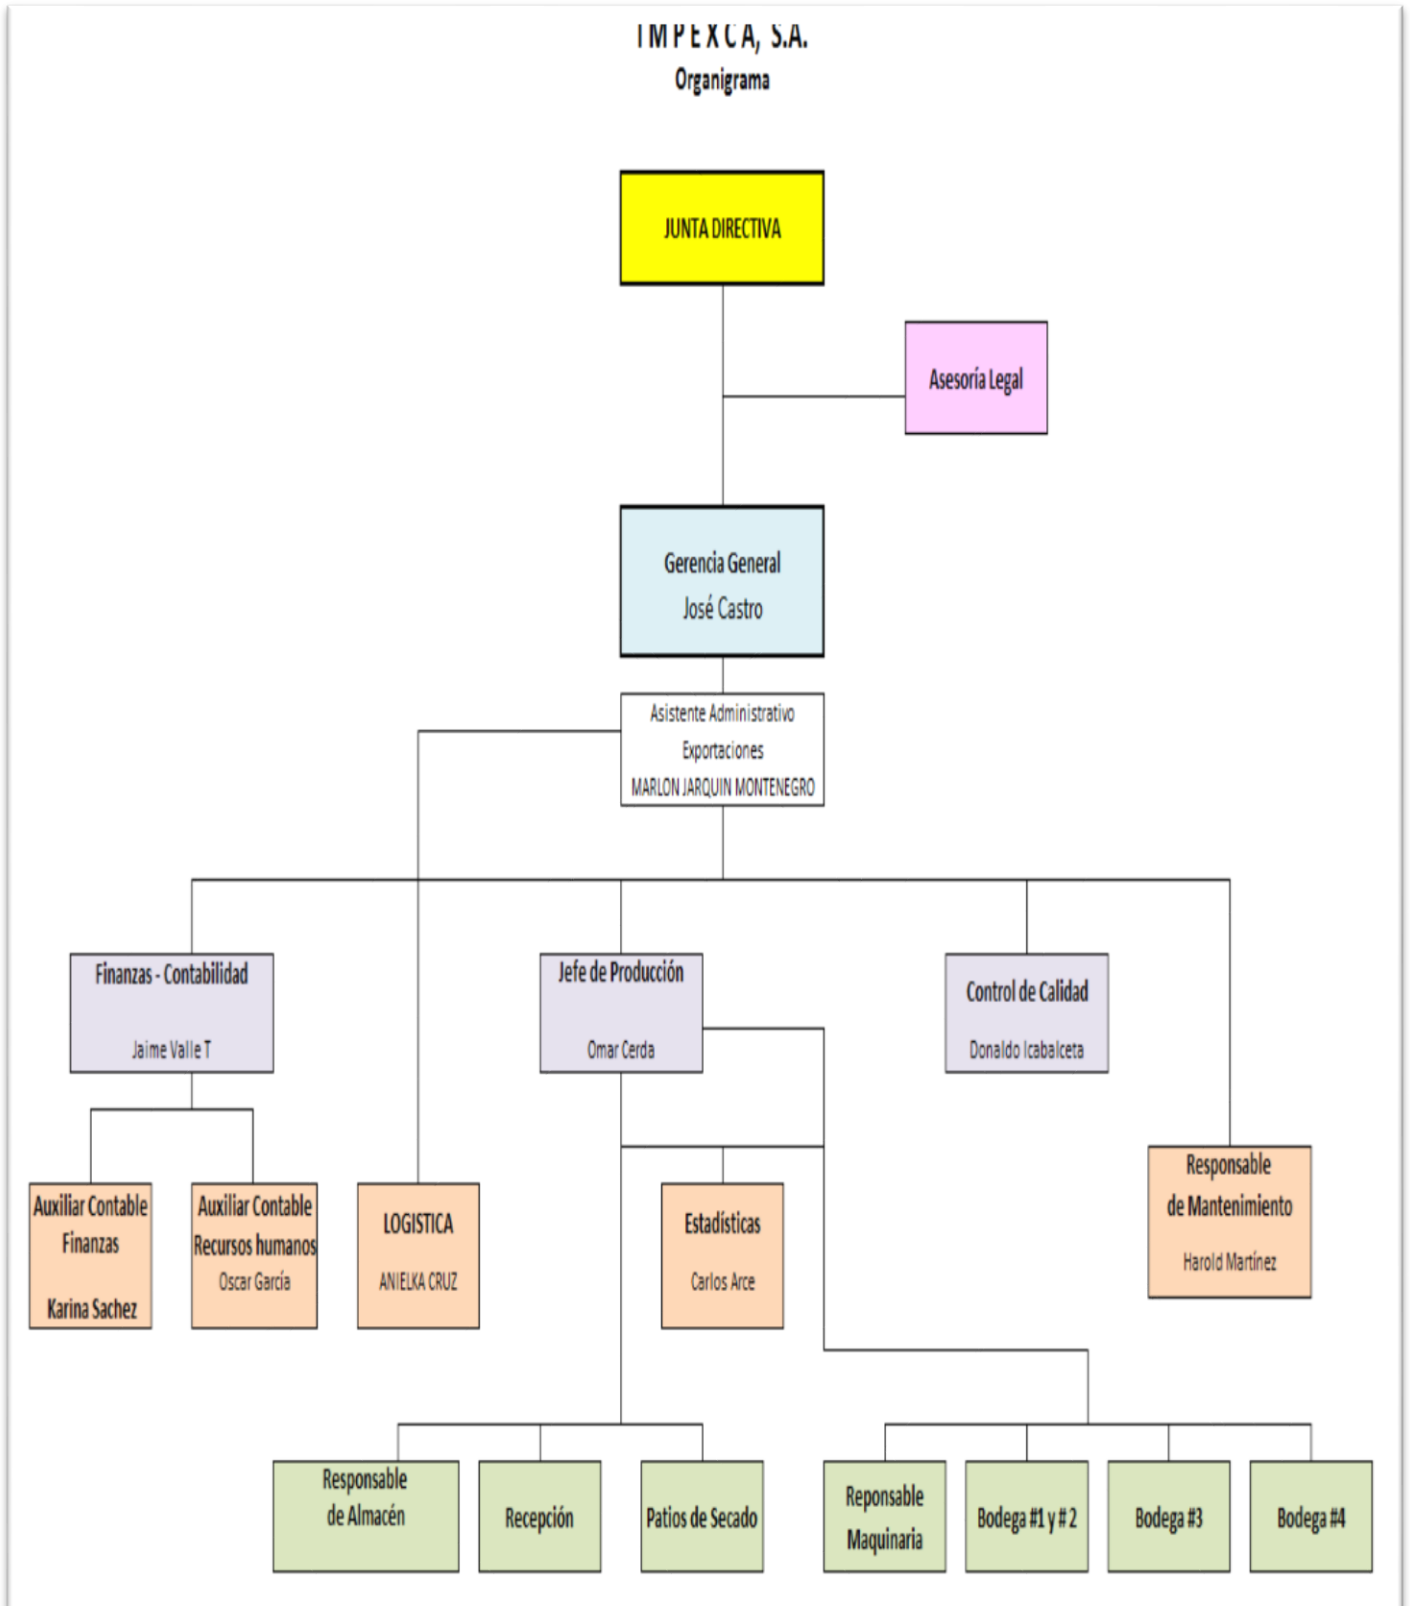 IMPEXCA, S.A.
Organigrama
JUNTA DIRECTIVA
Asesoría Legal
Gerencia General
José Castro
Asistente Administrativo
Exportaciones
MARLON JARQUIN MONTENEGRO
Finanzas - Contabilidad
Jaime Valle T
Jefe de Producción
Omar Cerda
Control de Calidad
Donaldo Icabalceta
Auxiliar Contable
Finanzas
Karina Sachez
Auxiliar Contable
Recursos humanos
Oscar García
LOGISTICA
ANIELKA CRUZ
Estadísticas
Carlos Arce
Responsable
de Mantenimiento
Harold Martínez
Responsable
de Almacén
Recepción
Patios de Secado
Reponsable
Maquinaria
Bodega #1 y # 2
Bodega #3
Bodega #4